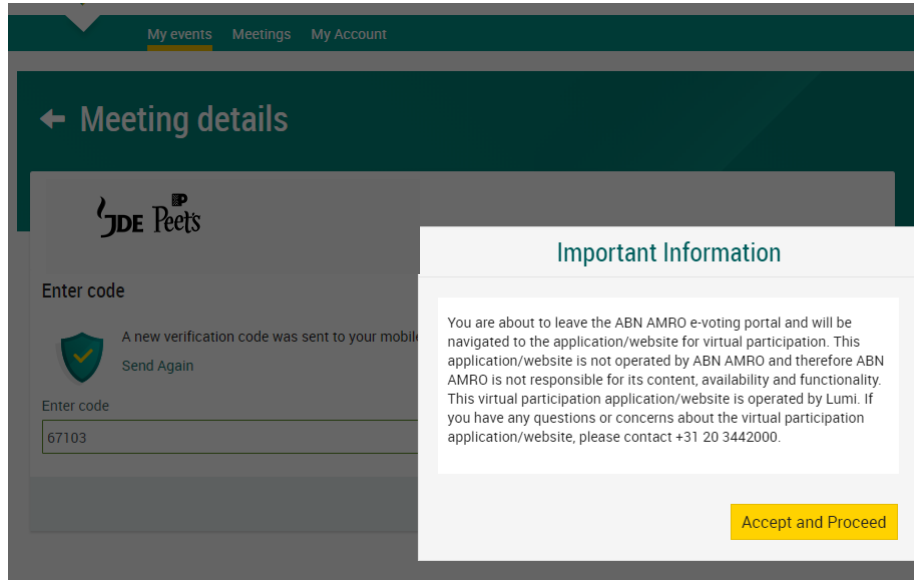 My events Meetings My Account
Meeting details
JDE Peet's
Enter code
A new verification code was sent to your mobile
Send Again
Enter code
67103
Important Information
You are about to leave the ABN AMRO e-voting portal and will be
navigated to the application/website for virtual participation. This
application/website is not operated by ABN AMRO and therefore ABN
AMRO is not responsible for its content, availability and functionality.
This virtual participation application/website is operated by Lumi. If
you have any questions or concerns about the virtual participation
application/website, please contact +31 20 3442000.
Accept and Proceed